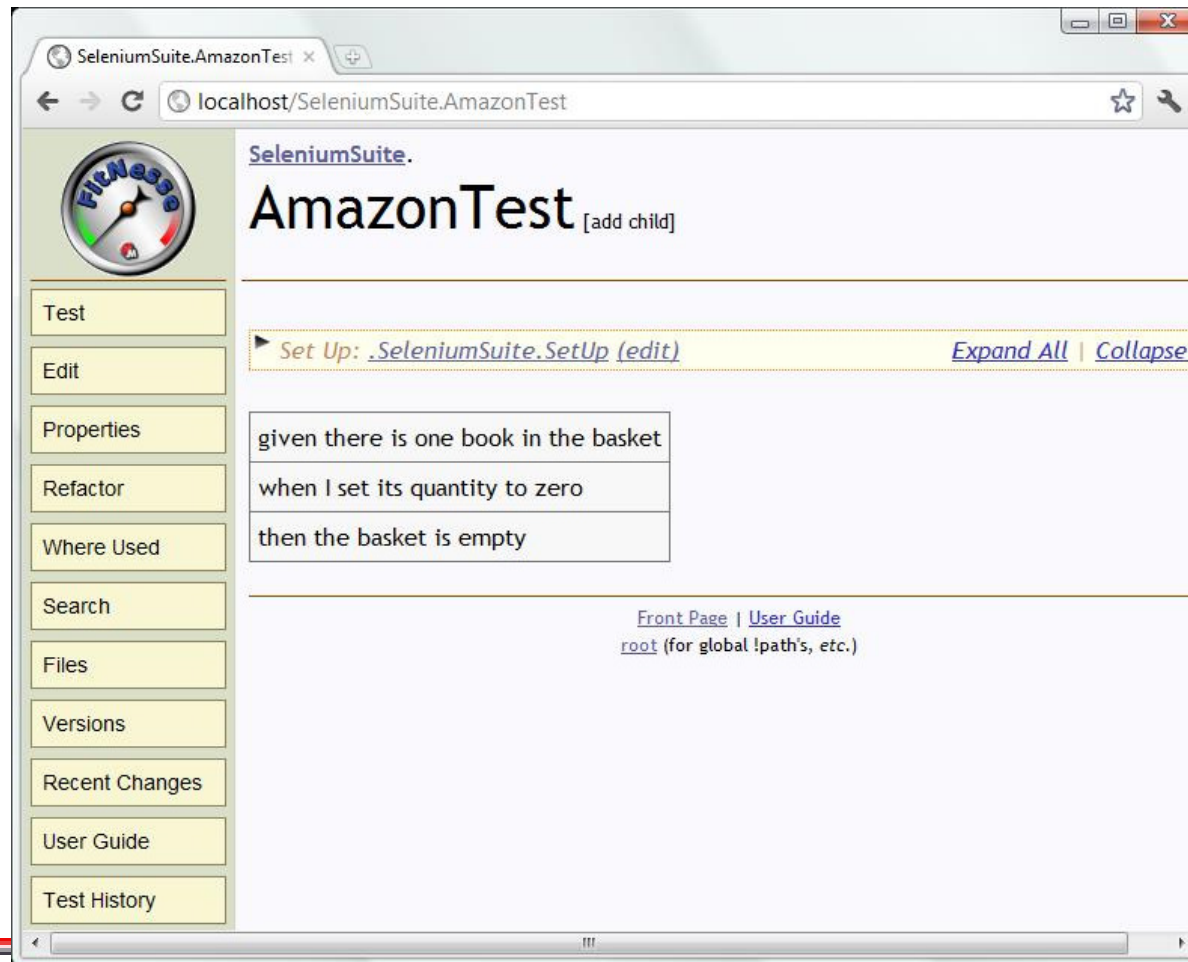 SeleniumSuite.AmazonTest
localhost/SeleniumSuite.AmazonTest
FitNesse
SeleniumSuite.
AmazonTest [add child]
Test
Edit
Properties
Refactor
Where Used
Search
Files
Versions
Recent Changes
User Guide
Test History
Set Up: .SeleniumSuite.SetUp (edit)
Expand All | Collapse
given there is one book in the basket
when I set its quantity to zero
then the basket is empty
Front Page | User Guide
root (for global !path's, etc.)